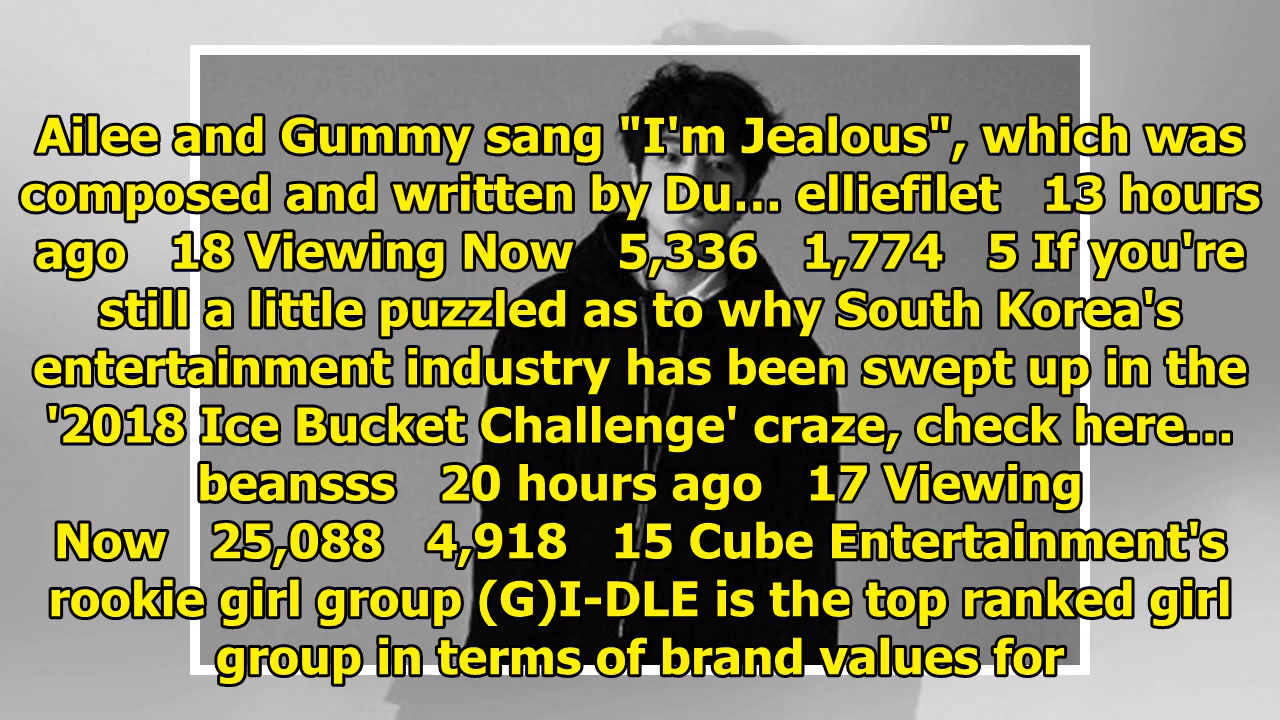 Ailee and Gummy sang "I'm Jealous", which was
composed and written by Du... elliefilet 13 hours
ago 18 Viewing Now 5,336 1,774 5 If you're
still a little puzzled as to why South Korea's
entertainment industry has been swept up in the
'2018 Ice Bucket Challenge' craze, check here...
beansss 20 hours ago 17 Viewing
Now 25,088 4,918 15 Cube Entertainment's
rookie girl group (G)I-DLE is the top ranked girl
group in terms of brand values for